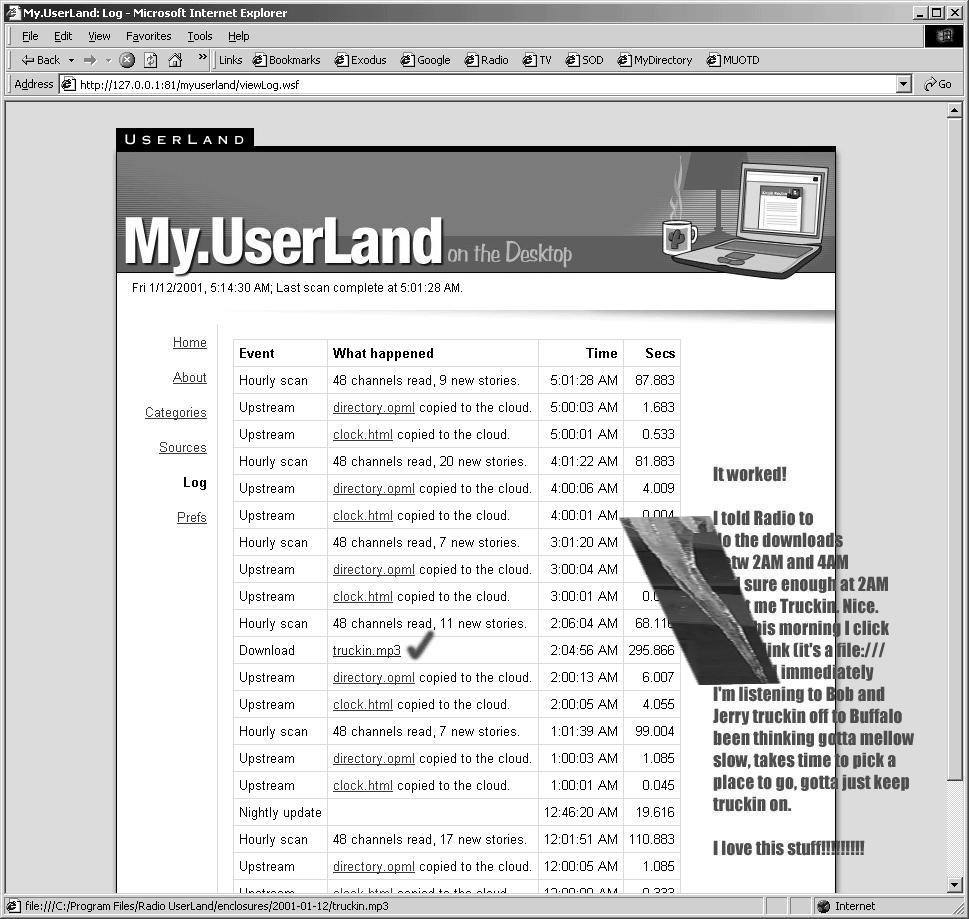 My.UserLand: Log - Microsoft Internet Explorer
File Edit View Favorites Tools Help
Back » Links Bookmarks Exodus Google Radio TV SOD MyDirectory MUOTD
Address http://127.0.0.1:81/myuserland/viewLog.wsf Go
USERLAND
My.UserLand on the Desktop
Fri 1/12/2001, 5:14:30 AM; Last scan complete at 5:01:28 AM.
Home
About
Categories
Sources
Log
Prefs
Event What happened Time Secs
Hourly scan 48 channels read, 9 new stories. 5:01:28 AM 87.883
Upstream directory.opml copied to the cloud. 5:00:03 AM 1.683
Upstream clock.html copied to the cloud. 5:00:01 AM 0.533
Hourly scan 48 channels read, 20 new stories. 4:01:22 AM 81.883
Upstream directory.opml copied to the cloud. 4:00:06 AM 4.009
Upstream clock.html copied to the cloud. 4:00:01 AM 0.004
Hourly scan 48 channels read, 7 new stories. 3:01:20 AM
Upstream directory.opml copied to the cloud. 3:00:04 AM
Upstream clock.html copied to the cloud. 3:00:01 AM
Hourly scan 48 channels read, 11 new stories. 2:06:04 AM 68.116
Download truckin.mp3 2:04:56 AM 295.866
Upstream directory.opml copied to the cloud. 2:00:13 AM 6.007
Upstream clock.html copied to the cloud. 2:00:05 AM 4.055
Hourly scan 48 channels read, 7 new stories. 1:01:39 AM 99.004
Upstream directory.opml copied to the cloud. 1:00:03 AM 1.085
Upstream clock.html copied to the cloud. 1:00:01 AM 0.045
Nightly update 12:46:20 AM 19.616
Hourly scan 48 channels read, 17 new stories. 12:01:51 AM 110.883
Upstream directory.opml copied to the cloud. 12:00:05 AM 1.085
Upstream clock.html copied to the cloud. 12:00:00 AM 0.333
It worked!
I told Radio to
do the downloads
2AM and 4AM
sure enough at 2AM
me Truckin. Nice.
this morning I click
link (it's a file:///
immediately
I'm listening to Bob and
Jerry truckin off to Buffalo
been thinking gotta mellow
slow, takes time to pick a
place to go, gotta just keep
truckin on.
I love this stuff!!!!!!!!!
file:///C:/Program Files/Radio UserLand/enclosures/2001-01-12/truckin.mp3 Internet